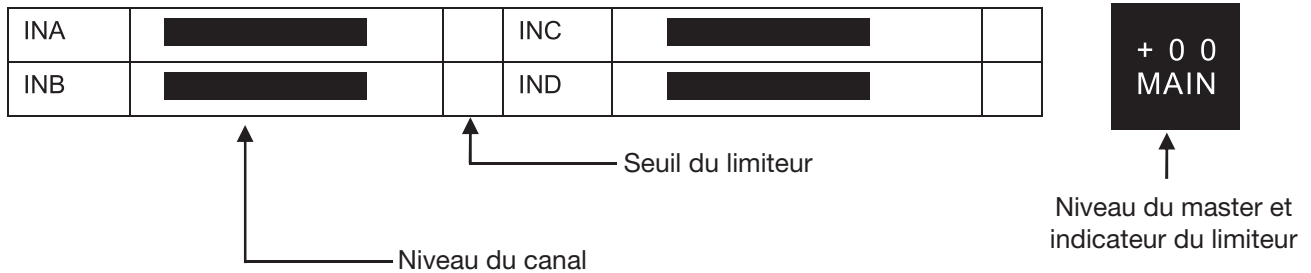 INA INC + 0 0
INB IND MAIN
Seuil du limiteur
Niveau du master et
indicateur du limiteur
Niveau du canal